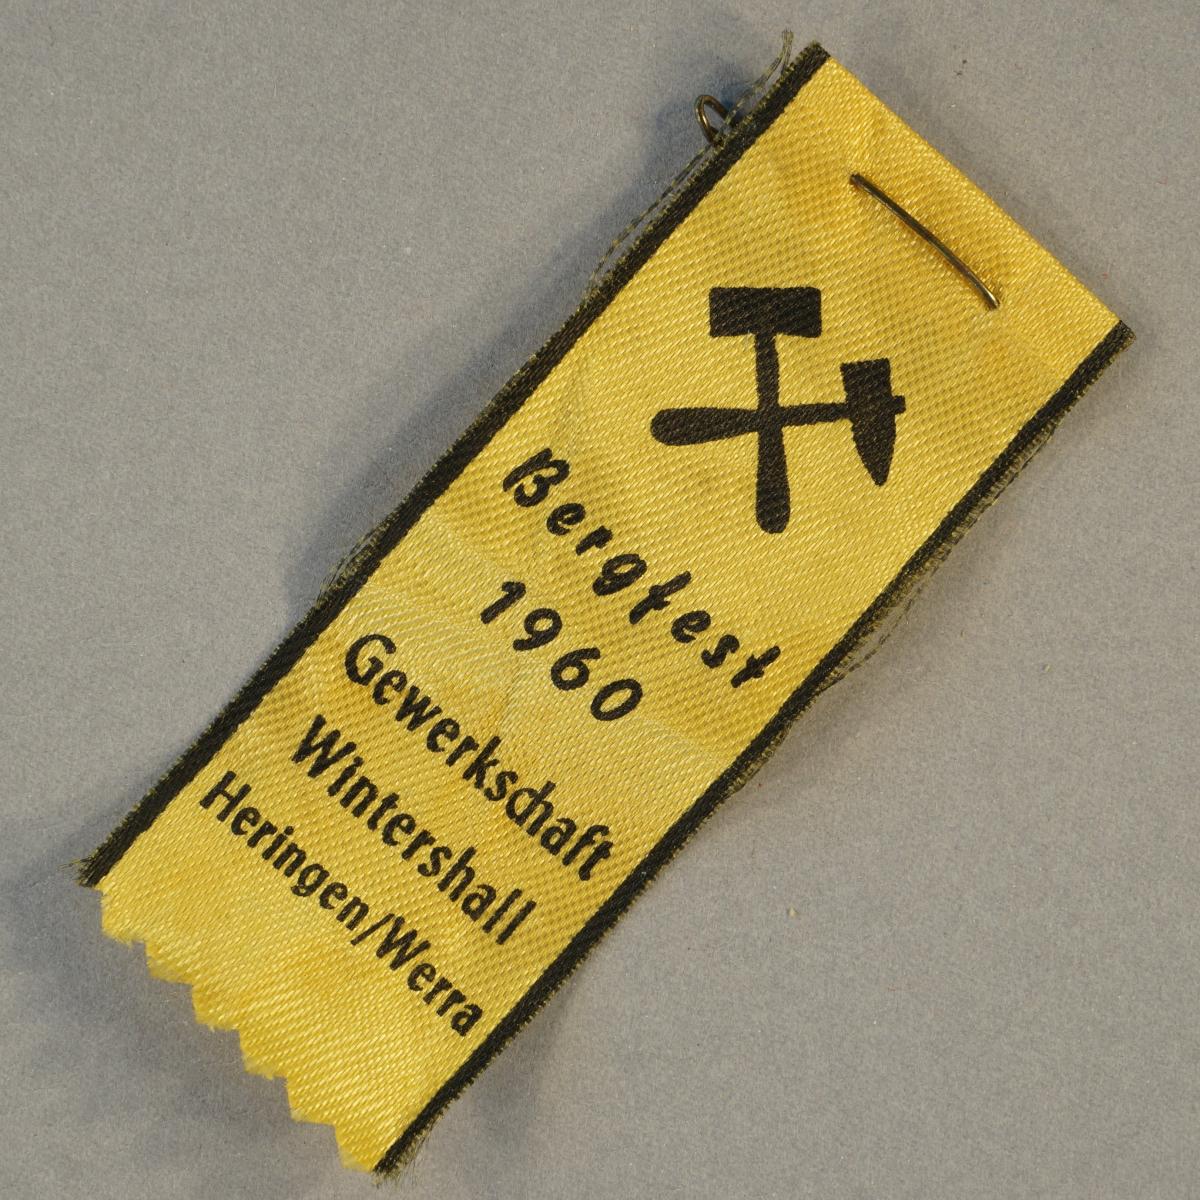 Bergfest
1960
Gewerkschaft
Wintershall
Heringen/Werra